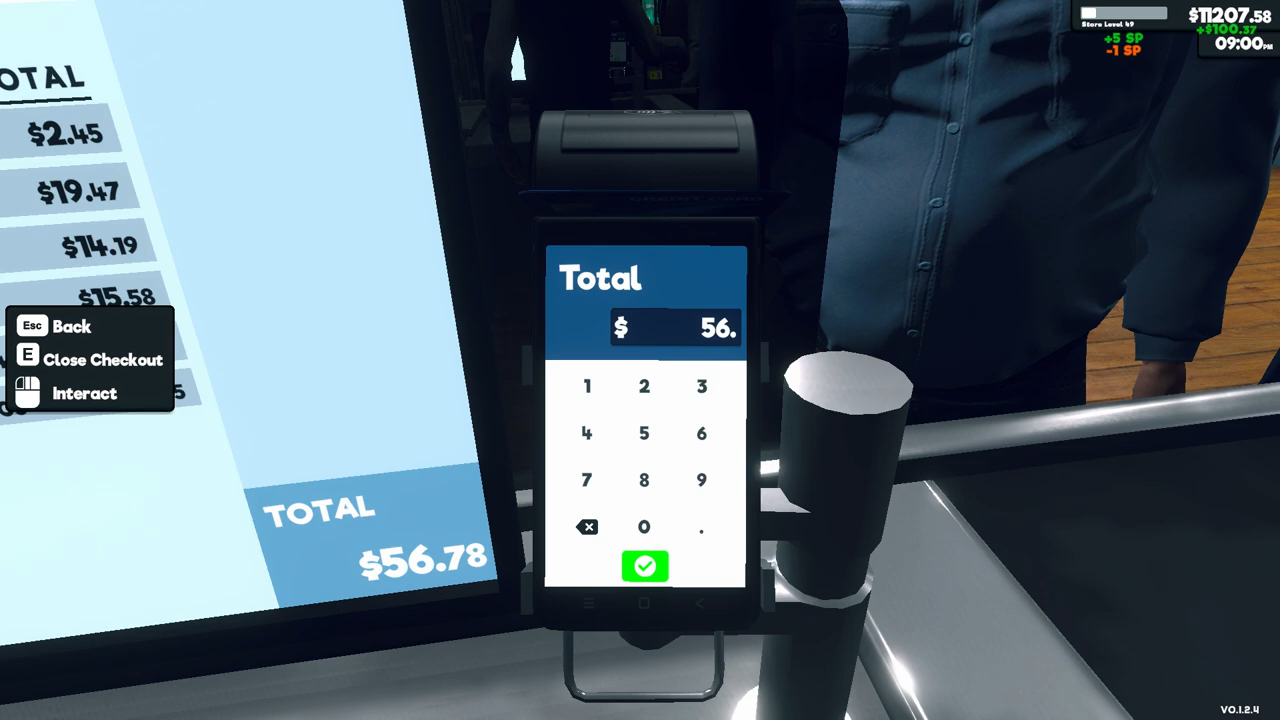 OTAL
$2.45
$19.47
$14.19
$15.58
Esc Back
E Close Checkout
Interact
5
TOTAL
$56.78
Total
$ 56.
1 2 3
4 5 6
7 8 9
0 .
Store Level 49
$11207.58
+$100.37
+5 SP
-1 SP
09:00PM
V0.1.2.4